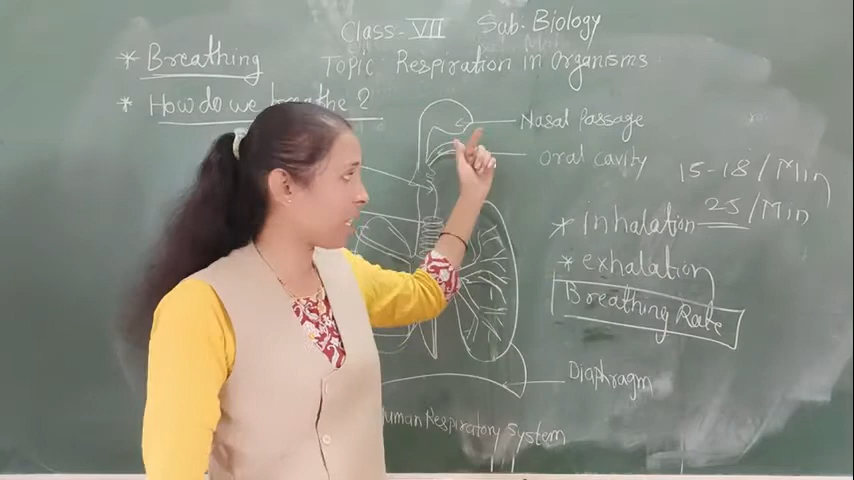 Class-VII Sub-Biology
* Breathing
Topic Respiration in Organisms
* How do we breathe ?
Nasal Passage
Oral cavity
15-18/Min
25/Min
* Inhalation
* exhalation
Breathing Rate
Diaphragm
Human Respiratory System